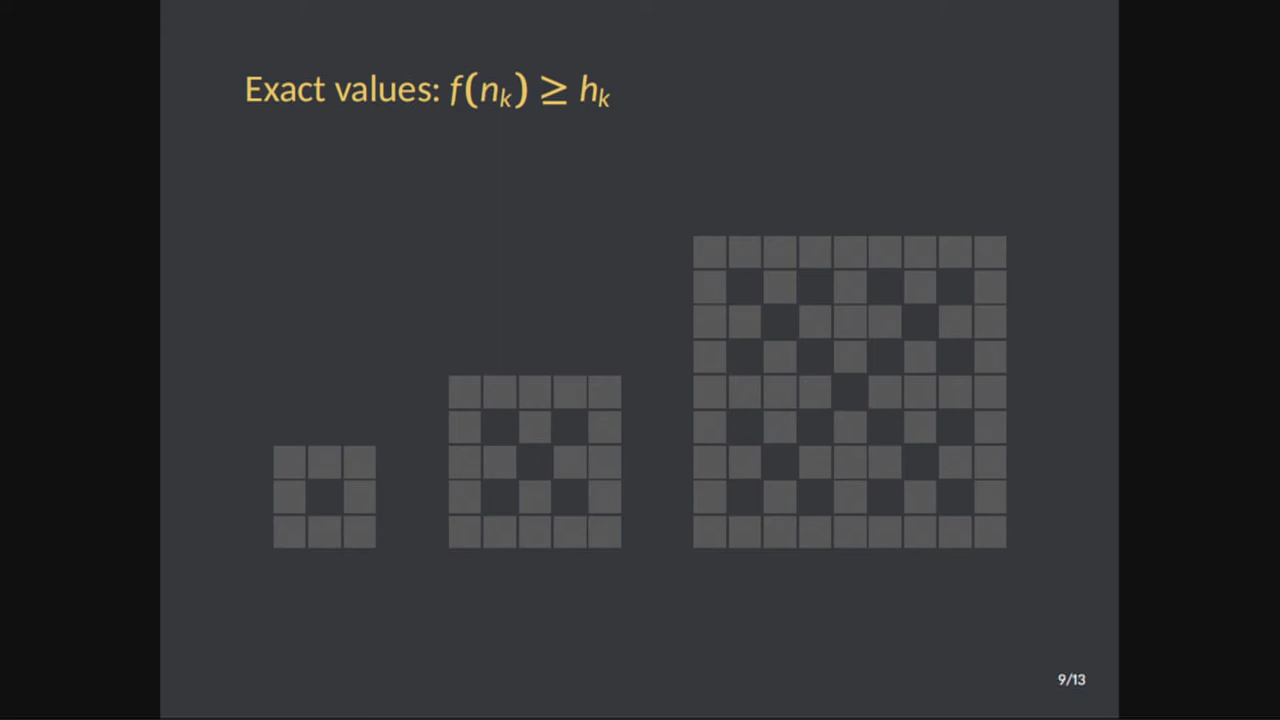 Exact values: f(nₖ) ≥ hₖ
9/13